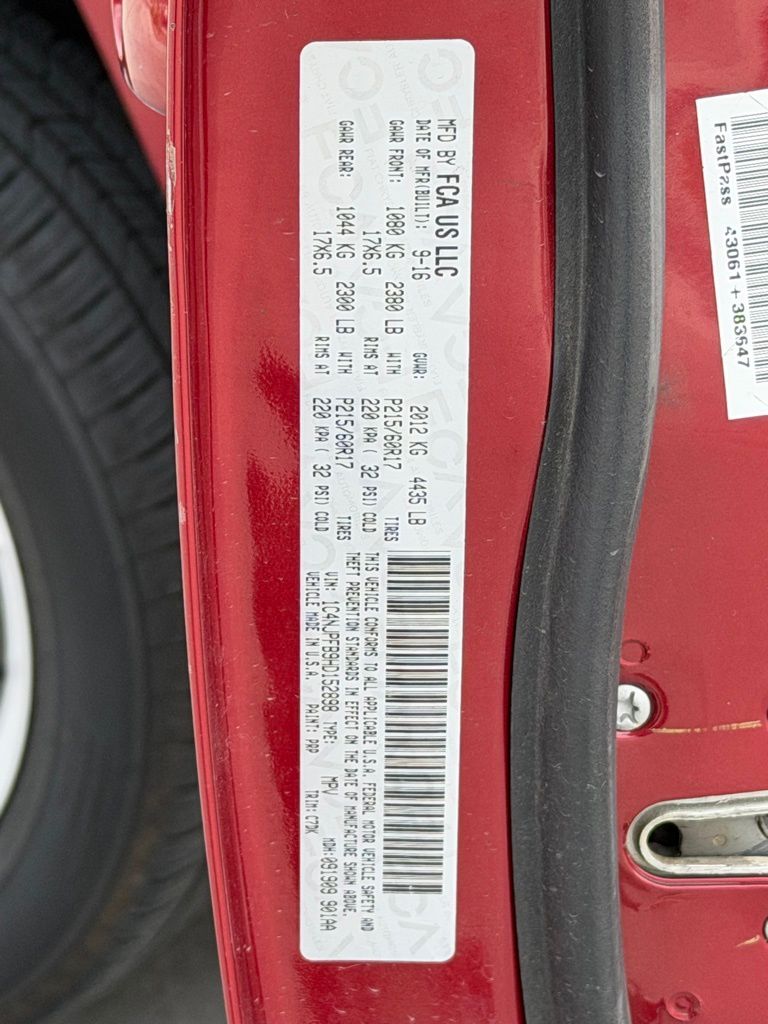 MFD BY FCA US LLC
DATE OF MFR(BUILT): 9-16 GVWR: 2012 KG 4435 LB
GAWR FRONT: 1080 KG 2380 LB WITH P215/60R17 TIRES
17X6.5 RIMS AT 220 KPA ( 32 PSI) COLD
GAWR REAR: 1044 KG 2300 LB WITH P215/60R17 TIRES
17X6.5 RIMS AT 220 KPA ( 32 PSI) COLD
THIS VEHICLE CONFORMS TO ALL APPLICABLE U.S.A. FEDERAL MOTOR VEHICLE SAFETY AND
THEFT PREVENTION STANDARDS IN EFFECT ON THE DATE OF MANUFACTURE SHOWN ABOVE.
VIN: 1C4NJPFB9HD152898 TYPE: MPV MDH:091909 901AA
VEHICLE MADE IN U.S.A. PAINT: PRP TRIM: C7DK
FastPass 43061 + 383647